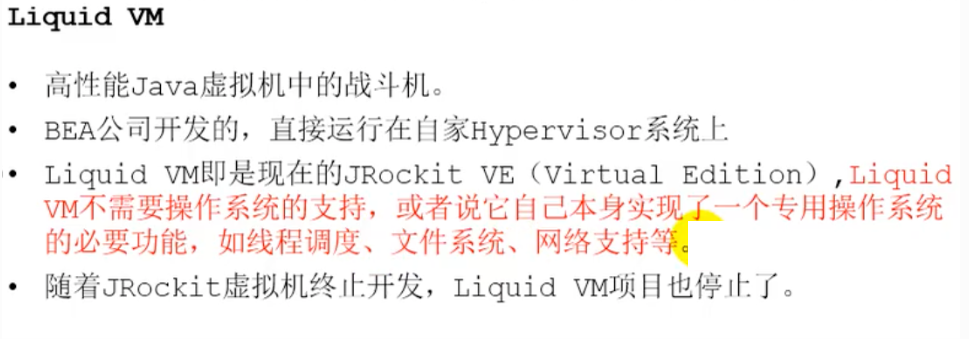 Liquid VM
• 高性能Java虚拟机中的战斗机。
• BEA公司开发的，直接运行在自家Hypervisor系统上
• Liquid VM即是现在的JRockit VE（Virtual Edition）,Liquid
VM不需要操作系统的支持，或者说它自己本身实现了一个专用操作系统
的必要功能，如线程调度、文件系统、网络支持等。
• 随着JRockit虚拟机终止开发，Liquid VM项目也停止了。